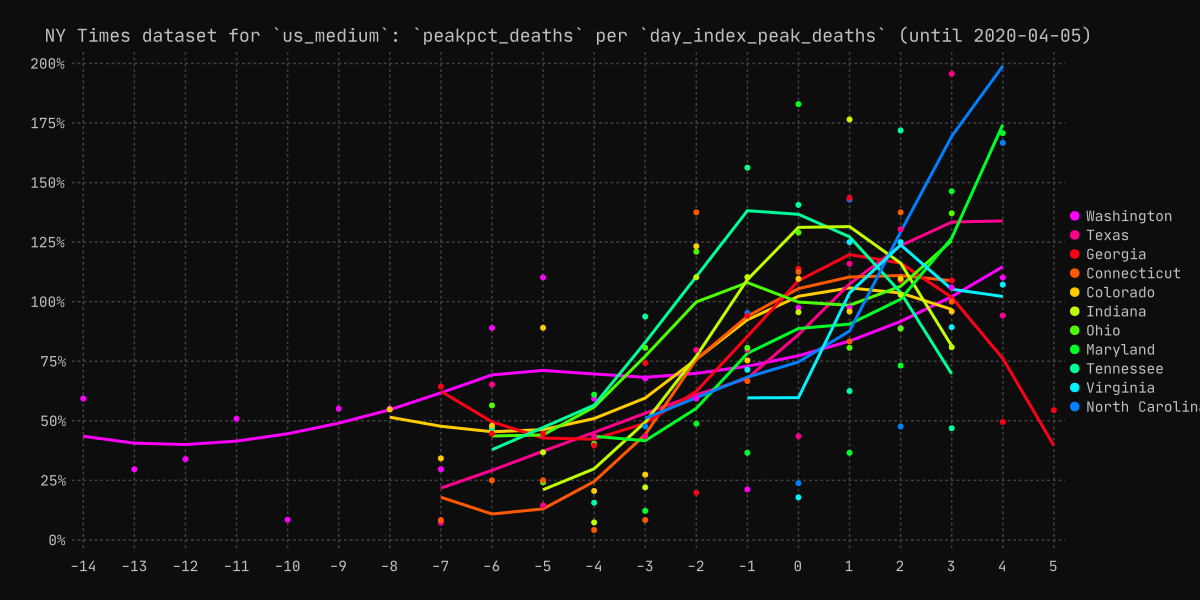 NY Times dataset for `us_medium`: `peakpct_deaths` per `day_index_peak_deaths` (until 2020-04-05)
200%
175%
150%
125%
100%
75%
50%
25%
0%
-14 -13 -12 -11 -10 -9 -8 -7 -6 -5 -4 -3 -2 -1 0 1 2 3 4 5
Washington
Texas
Georgia
Connecticut
Colorado
Indiana
Ohio
Maryland
Tennessee
Virginia
North Carolin